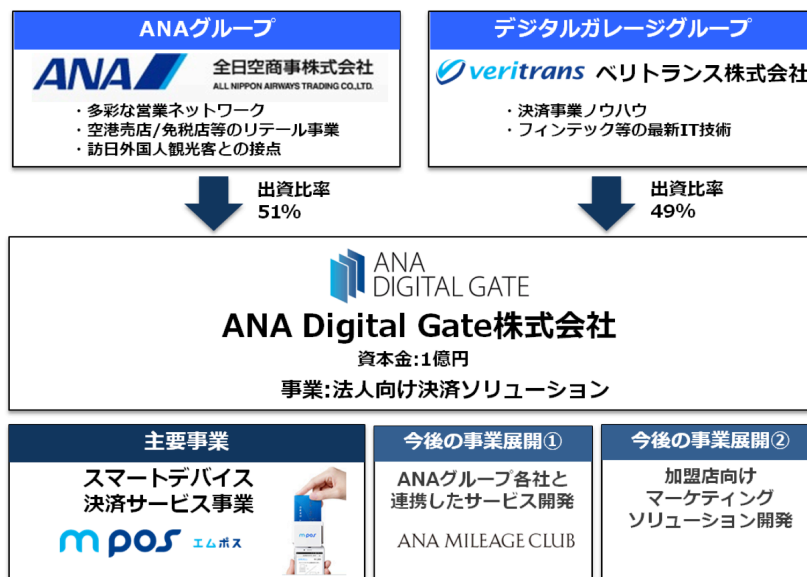 ANAグループ
ANA 全日空商事株式会社
ALL NIPPON AIRWAYS TRADING CO.,LTD.
・多彩な営業ネットワーク
・空港売店/免税店等のリテール事業
・訪日外国人観光客との接点
デジタルガレージグループ
veritrans ベリトランス株式会社
・決済事業ノウハウ
・フィンテック等の最新IT技術
出資比率
51%
出資比率
49%
ANA
DIGITAL GATE
ANA Digital Gate株式会社
資本金:1億円
事業:法人向け決済ソリューション
主要事業
スマートデバイス
決済サービス事業
mpos エムポス
mpos
今後の事業展開①
ANAグループ各社と
連携したサービス開発
ANA MILEAGE CLUB
今後の事業展開②
加盟店向け
マーケティング
ソリューション開発